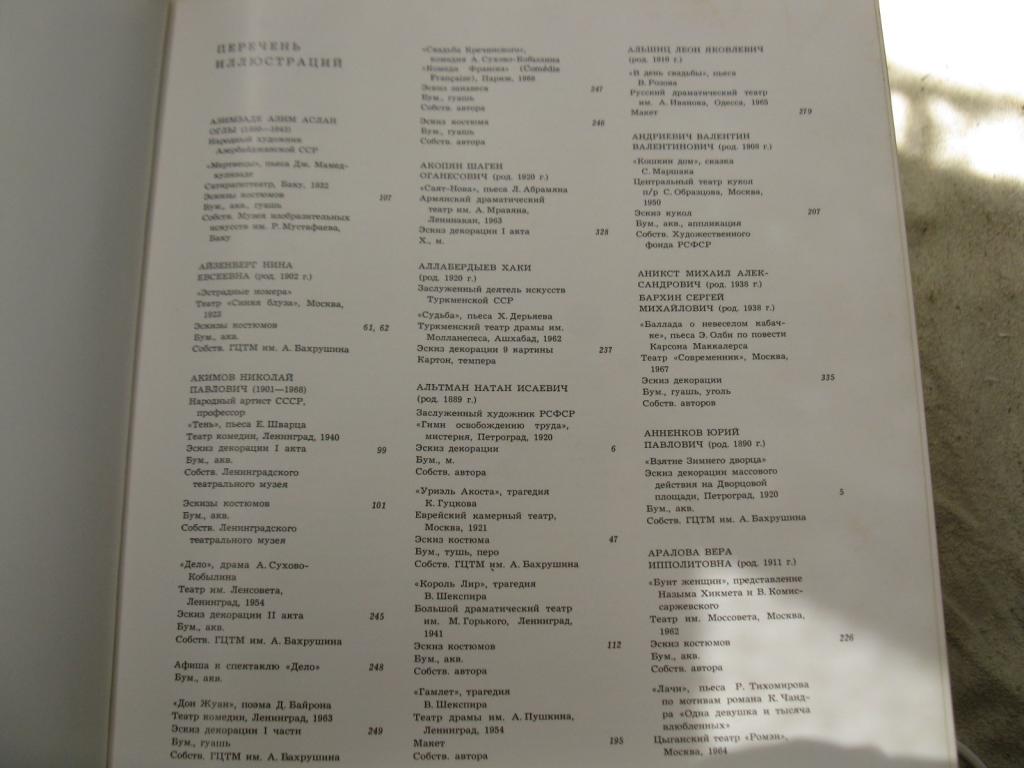 ПЕРЕЧЕНЬ
ИЛЛЮСТРАЦИЙ
АЗИМЗАДЕ АЗИМ АСЛАН
ОГЛЫ (1880—1943)
Народный художник
Азербайджанской ССР
«Мертвецы», пьеса Дж. Мамед-
кулизаде
Сатирагиттеатр, Баку, 1932
Эскизы костюмов 107
Бум., акв., гуашь
Собств. Музея изобразительных
искусств им. Р. Мустафаева,
Баку
АЙЗЕНБЕРГ НИНА
ЕВСЕЕВНА (род. 1902 г.)
«Эстрадные номера»
Театр «Синяя блуза», Москва,
1923
Эскизы костюмов 61, 62
Бум., акв.
Собств. ГЦТМ им. А. Бахрушина
АКИМОВ НИКОЛАЙ
ПАВЛОВИЧ (1901—1968)
Народный артист СССР,
профессор
«Тень», пьеса Е. Шварца
Театр комедии, Ленинград, 1940
Эскиз декорации I акта 99
Бум., акв.
Собств. Ленинградского
театрального музея
Эскизы костюмов 101
Бум., акв.
Собств. Ленинградского
театрального музея
«Дело», драма А. Сухово-
Кобылина
Театр им. Ленсовета,
Ленинград, 1954
Эскиз декорации II акта 245
Бум., акв.
Собств. ГЦТМ им. А. Бахрушина
Афиша к спектаклю «Дело» 248
Бум., акв.
«Дон Жуан», поэма Д. Байрона
Театр комедии, Ленинград, 1963
Эскиз декорации I части 249
Бум., гуашь
Собств. ГЦТМ им. А. Бахрушина
«Свадьба Кречинского»,
комедия А. Сухово-Кобылина
«Комеди Франсез» (Comédie
Française), Париж, 1966
Эскиз занавеса 247
Бум., гуашь
Собств. автора
Эскиз костюма 246
Бум., гуашь
Собств. автора
АКОПЯН ШАГЕН
ОГАНЕСОВИЧ (род. 1920 г.)
«Саят-Нова», пьеса Л. Абрамяна
Армянский драматический
театр им. А. Мравяна,
Ленинакан, 1963
Эскиз декорации I акта 328
Х., м.
АЛЛАБЕРДЫЕВ ХАКИ
(род. 1920 г.)
Заслуженный деятель искусств
Туркменской ССР
«Судьба», пьеса Х. Дерьяева
Туркменский театр драмы им.
Молланепеса, Ашхабад, 1962
Эскиз декорации 9 картины 237
Картон, темпера
АЛЬТМАН НАТАН ИСАЕВИЧ
(род. 1889 г.)
Заслуженный художник РСФСР
«Гимн освобождению труда»,
мистерия, Петроград, 1920
Эскиз декорации 6
Бум., м.
Собств. автора
«Уриэль Акоста», трагедия
К. Гуцкова
Еврейский камерный театр,
Москва, 1921
Эскиз костюма 47
Бум., тушь, перо
Собств. ГЦТМ им. А. Бахрушина
«Король Лир», трагедия
В. Шекспира
Большой драматический театр
им. М. Горького, Ленинград,
1941
Эскиз костюмов 112
Бум., акв.
Собств. автора
«Гамлет», трагедия
В. Шекспира
Театр драмы им. А. Пушкина,
Ленинград, 1954
Макет 195
Собств. автора
АЛЬШИЦ ЛЕОН ЯКОВЛЕВИЧ
(род. 1910 г.)
«В день свадьбы», пьеса
В. Розова
Русский драматический театр
им. А. Иванова, Одесса, 1965
Макет 279
АНДРИЕВИЧ ВАЛЕНТИН
ВАЛЕНТИНОВИЧ (род. 1908 г.)
«Кошкин дом», сказка
С. Маршака
Центральный театр кукол
п/р С. Образцова, Москва,
1950
Эскиз кукол 207
Бум., акв., аппликация
Собств. Художественного
фонда РСФСР
АНИКСТ МИХАИЛ АЛЕК-
САНДРОВИЧ (род. 1938 г.)
БАРХИН СЕРГЕЙ
МИХАЙЛОВИЧ (род. 1938 г.)
«Баллада о невеселом кабач-
ке», пьеса Э. Олби по повести
Карсона Маккалерса
Театр «Современник», Москва,
1967
Эскиз декорации 335
Бум., гуашь, уголь
Собств. авторов
АННЕНКОВ ЮРИЙ
ПАВЛОВИЧ (род. 1890 г.)
«Взятие Зимнего дворца»
Эскиз декорации массового
действия на Дворцовой
площади, Петроград, 1920 5
Бум., акв.
Собств. ГЦТМ им. А. Бахрушина
АРАЛОВА ВЕРА
ИППОЛИТОВНА (род. 1911 г.)
«Бунт женщин», представление
Назыма Хикмета и В. Комис-
саржевского
Театр им. Моссовета, Москва,
1962
Эскиз костюмов 226
Бум., акв.
Собств. автора
«Лачи», пьеса Р. Тихомирова
по мотивам романа К. Чанд-
ра «Одна девушка и тысяча
влюбленных»
Цыганский театр «Ромэн»,
Москва, 1964